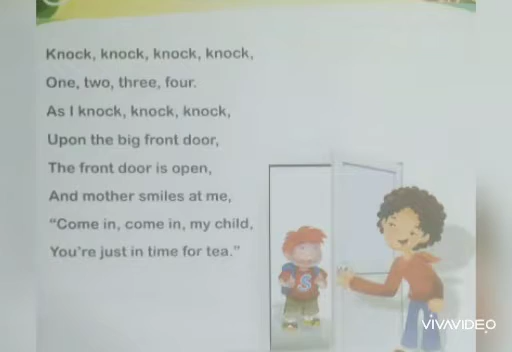 Knock, knock, knock, knock,
One, two, three, four.
As I knock, knock, knock,
Upon the big front door,
The front door is open,
And mother smiles at me,
“Come in, come in, my child,
You're just in time for tea.”
S
VIVAVIDEO